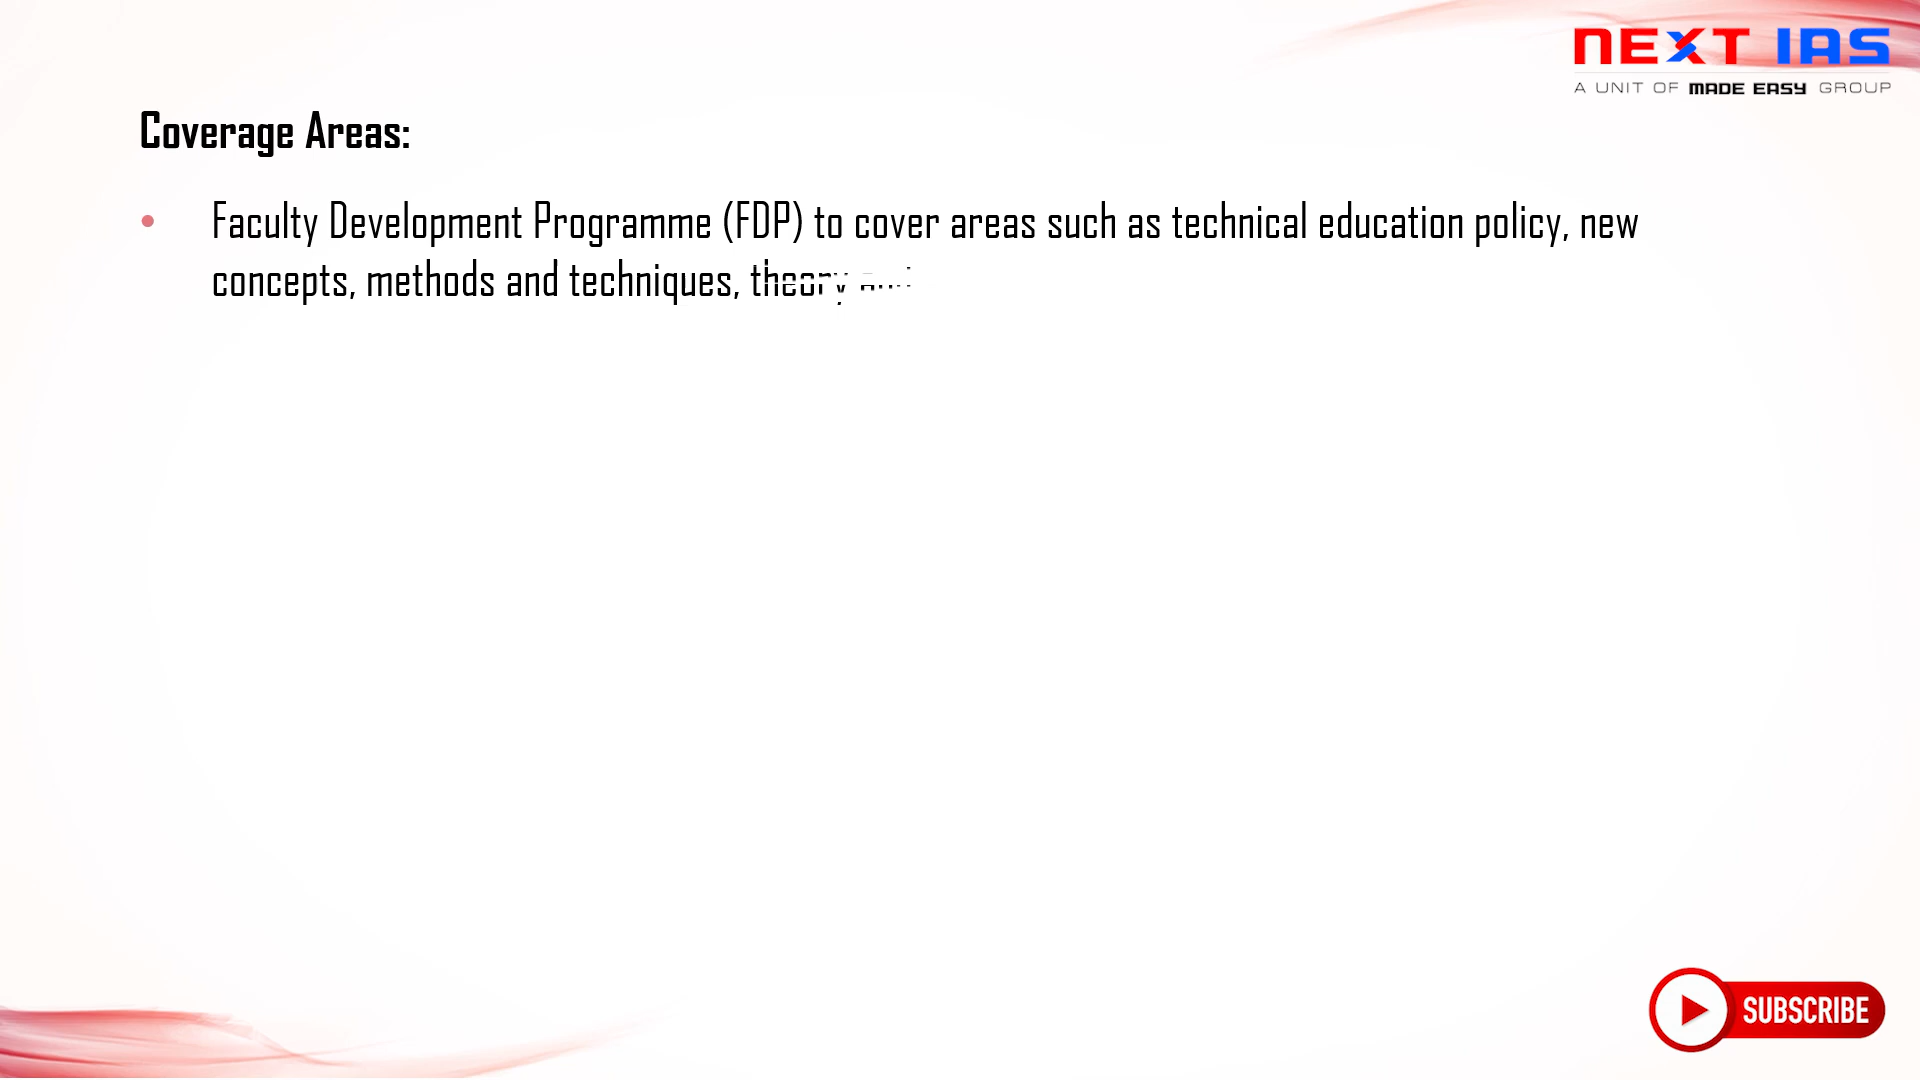 NEXT IAS
A UNIT OF MADE EASY GROUP
Coverage Areas:
• Faculty Development Programme (FDP) to cover areas such as technical education policy, new
concepts, methods and techniques, theory
SUBSCRIBE